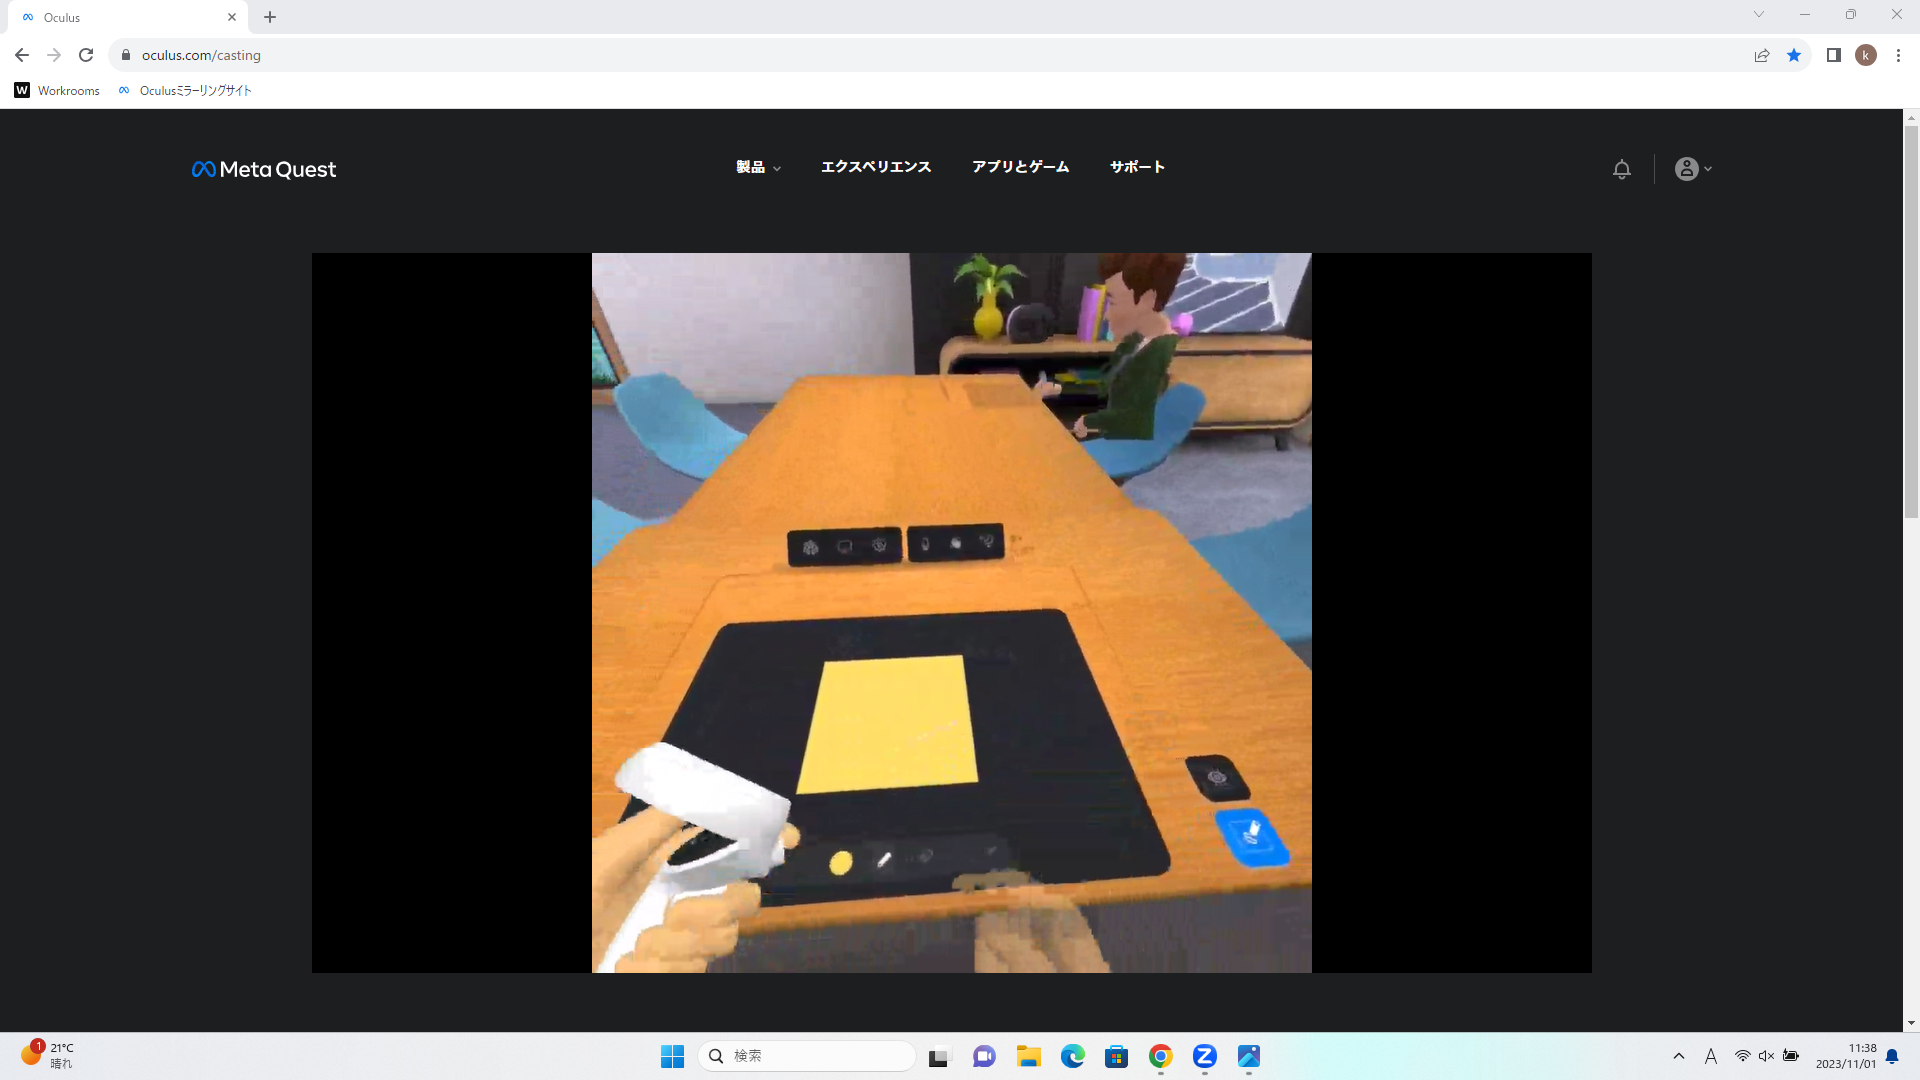 Oculus
oculus.com/casting
k
W Workrooms Oculusミラーリングサイト
Meta Quest 製品 エクスペリエンス アプリとゲーム サポート
1
21°C
晴れ
検索
Z
A
11:38
2023/11/01